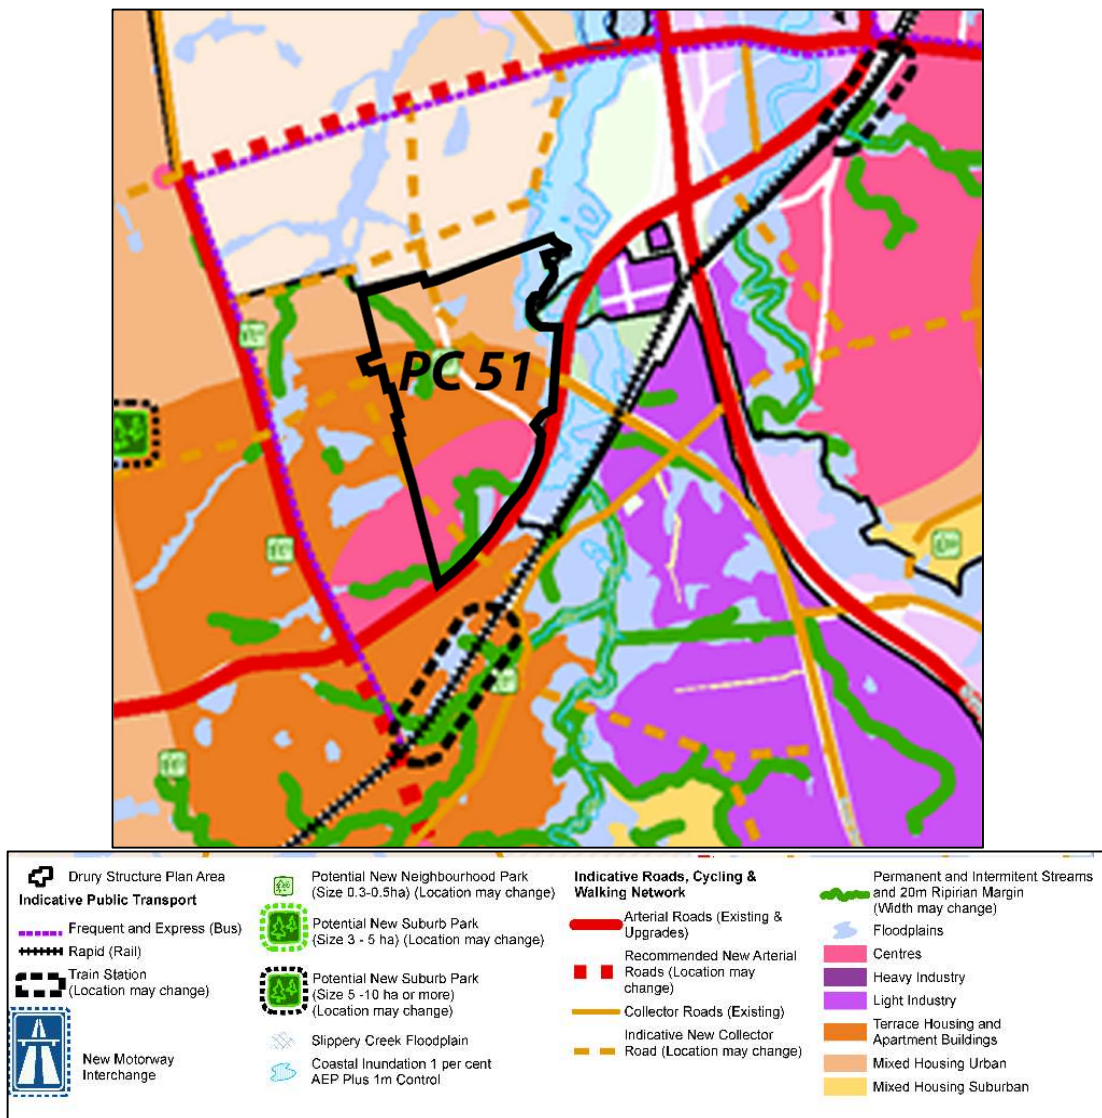 PC 51
Drury Structure Plan Area
Indicative Public Transport
Frequent and Express (Bus)
Rapid (Rail)
Train Station
(Location may change)
New Motorway
Interchange
Potential New Neighbourhood Park
(Size 0.3-0.5ha) (Location may change)
Potential New Suburb Park
(Size 3 - 5 ha) (Location may change)
Potential New Suburb Park
(Size 5 -10 ha or more)
(Location may change)
Slippery Creek Floodplain
Coastal Inundation 1 per cent
AEP Plus 1m Control
Indicative Roads, Cycling &
Walking Network
Arterial Roads (Existing &
Upgrades)
Recommended New Arterial
Roads (Location may
change)
Collector Roads (Existing)
Indicative New Collector
Road (Location may change)
Permanent and Intermitent Streams
and 20m Ripirian Margin
(Width may change)
Floodplains
Centres
Heavy Industry
Light Industry
Terrace Housing and
Apartment Buildings
Mixed Housing Urban
Mixed Housing Suburban